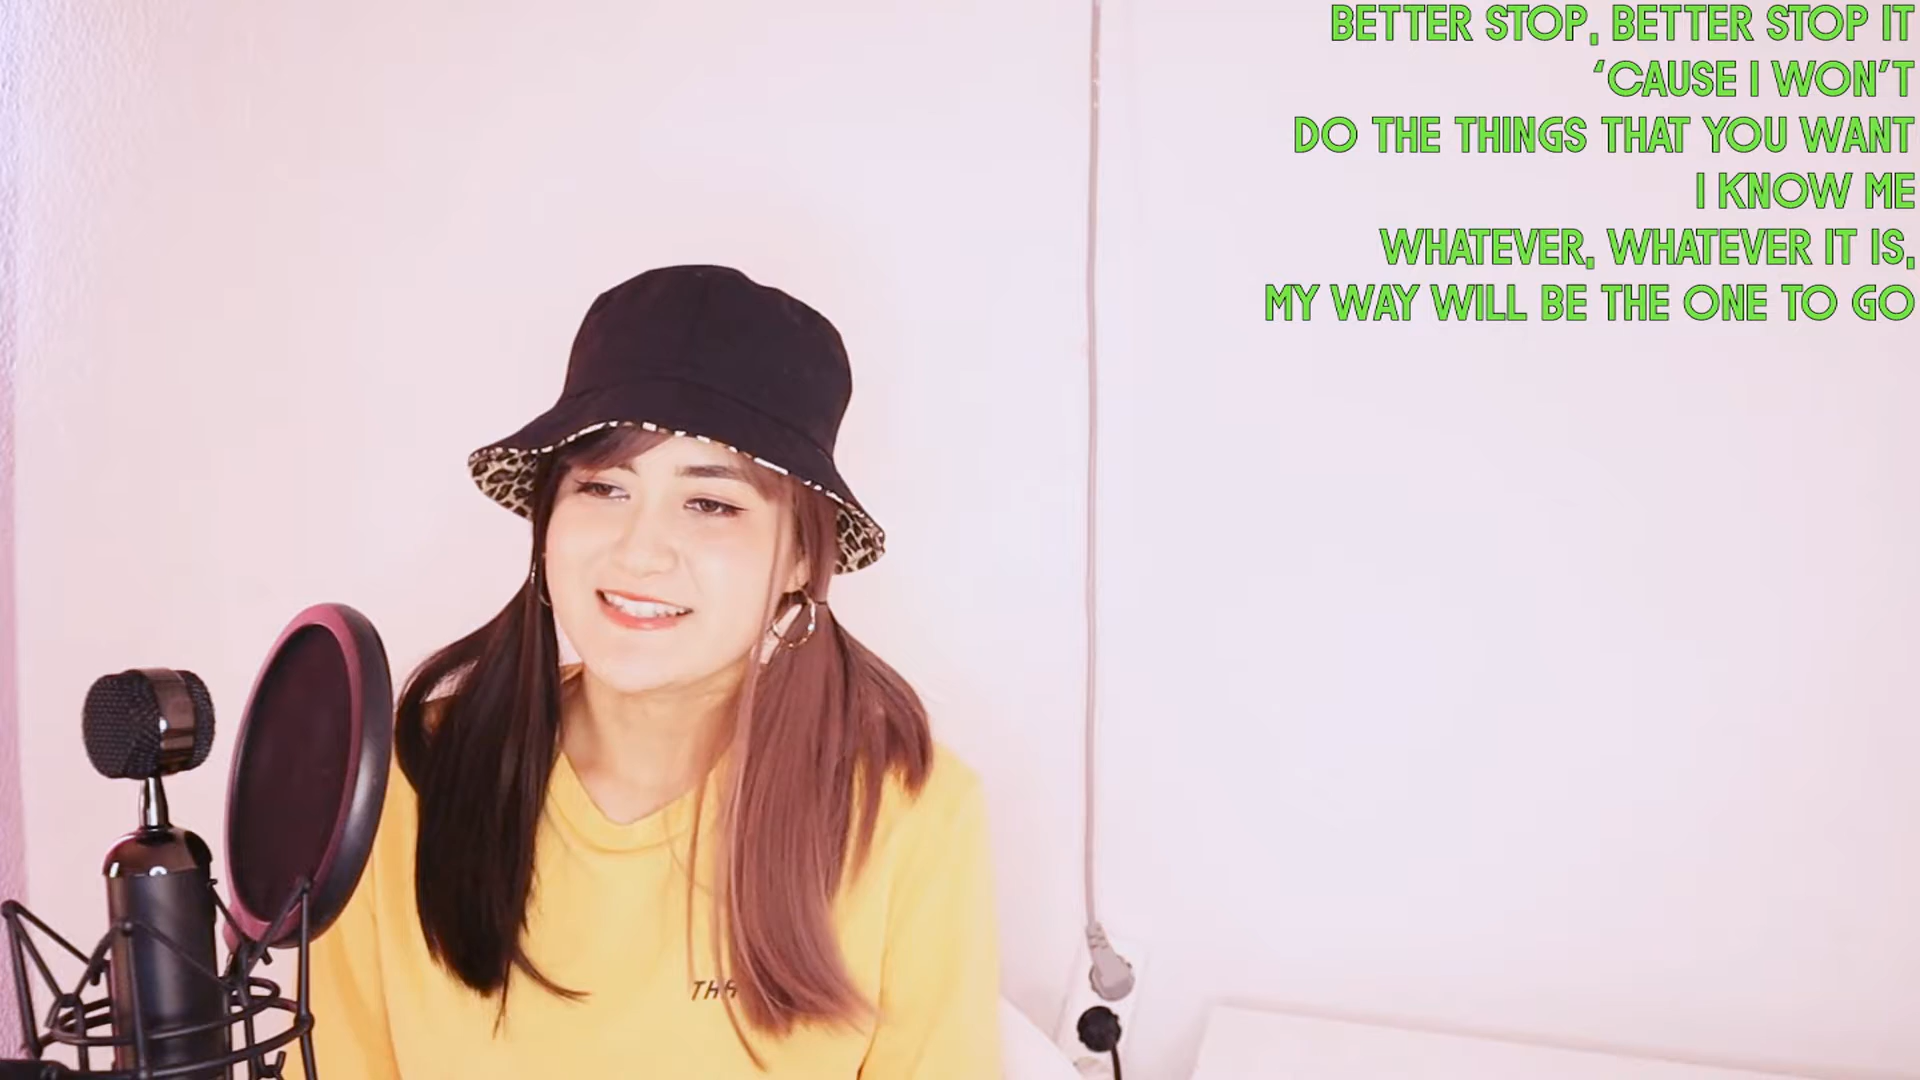 BETTER STOP, BETTER STOP IT
‘CAUSE I WON’T
DO THE THINGS THAT YOU WANT
I KNOW ME
WHATEVER, WHATEVER IT IS,
MY WAY WILL BE THE ONE TO GO